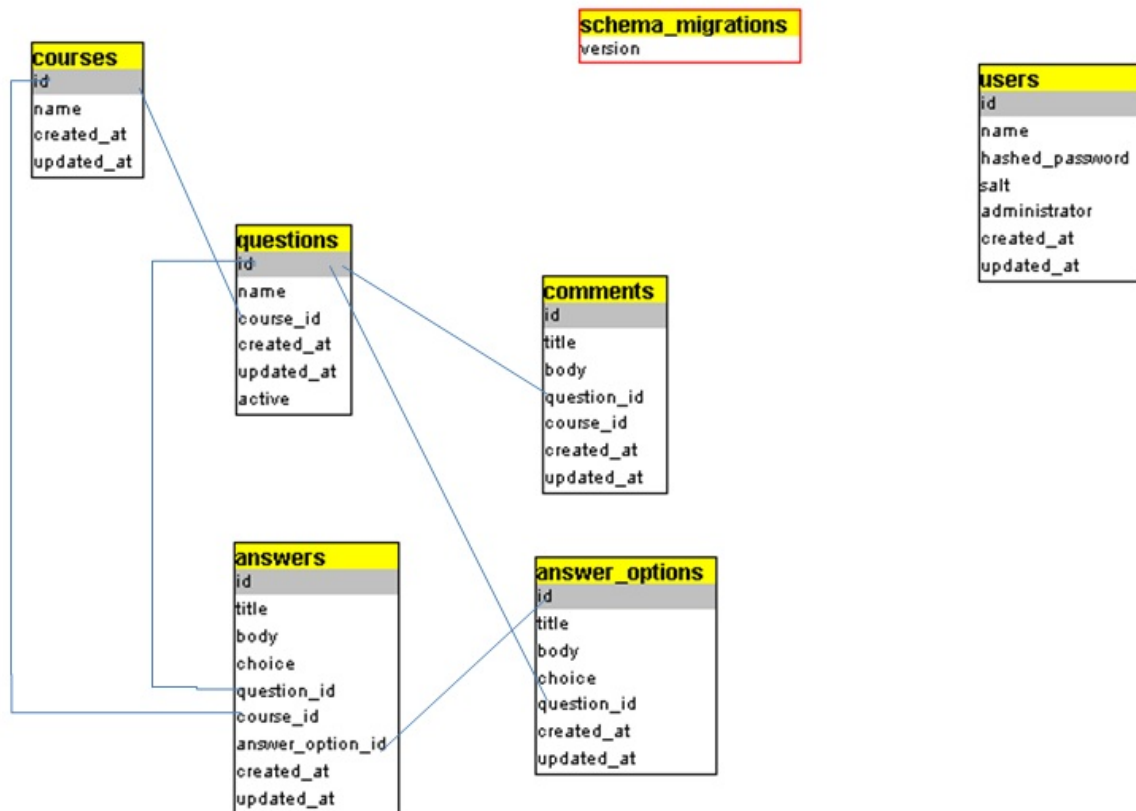 schema_migrations
version
courses
id
name
created_at
updated_at
users
id
name
hashed_password
salt
administrator
created_at
updated_at
questions
id
name
course_id
created_at
updated_at
active
comments
id
title
body
question_id
course_id
created_at
updated_at
answers
id
title
body
choice
question_id
course_id
answer_option_id
created_at
updated_at
answer_options
id
title
body
choice
question_id
created_at
updated_at